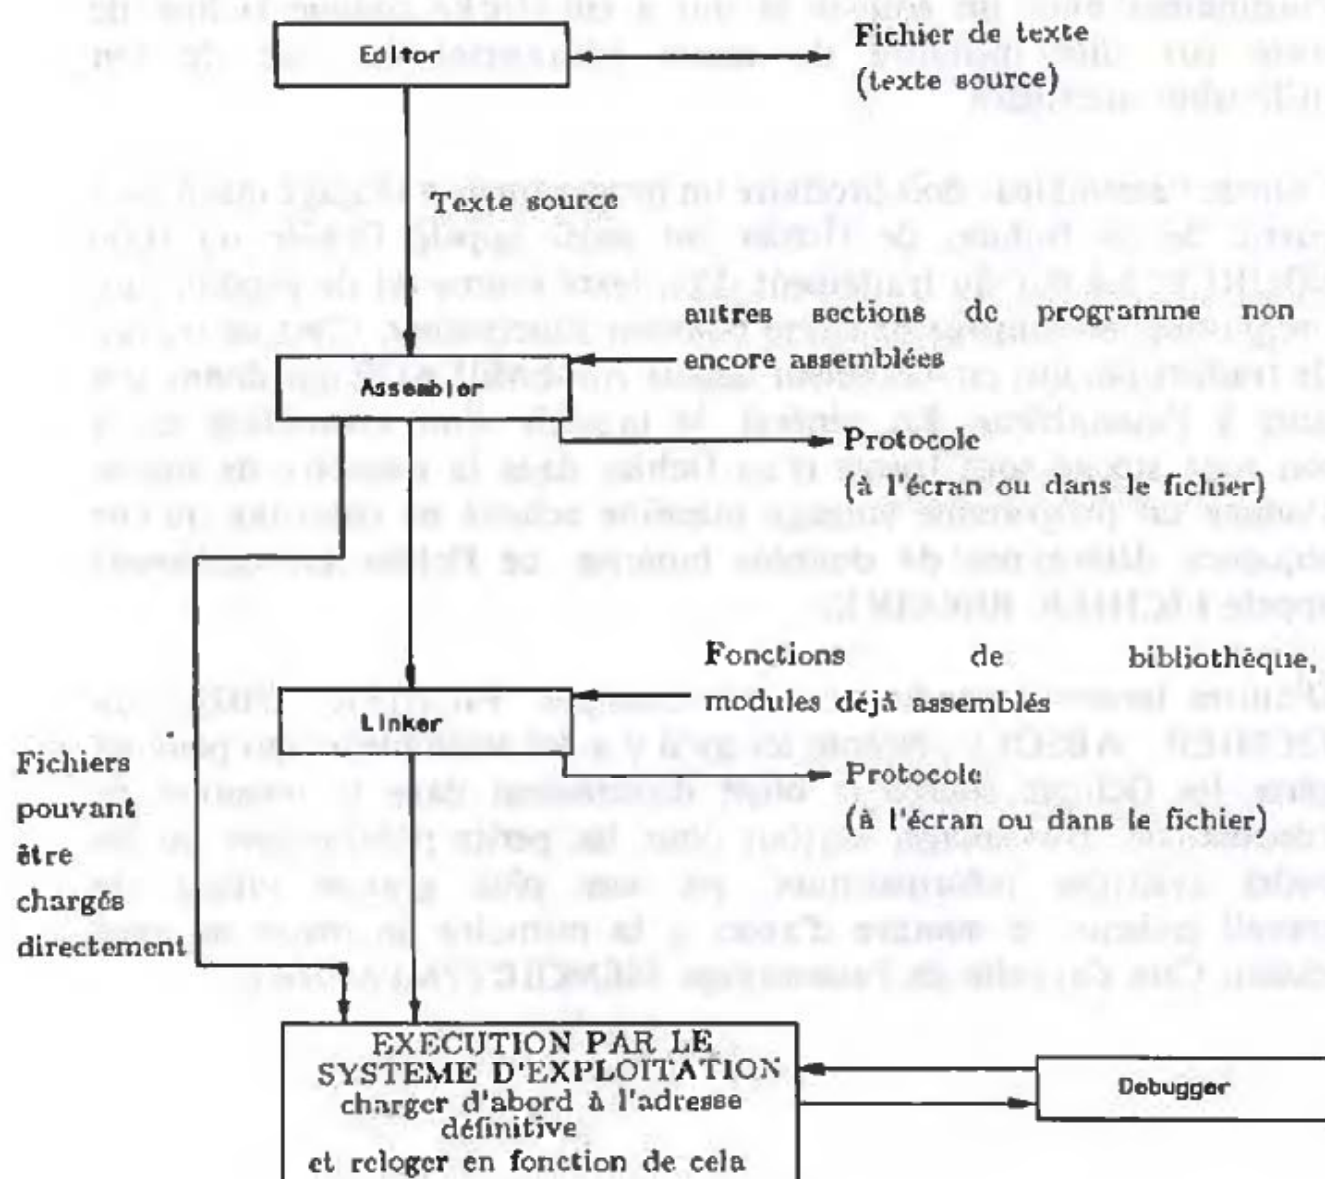 Editor
Fichier de texte
(texte source)
Texte source
autres sections de programme non
encore assemblées
Assembler
Protocole
(à l'écran ou dans le fichier)
Fonctions de bibliothèque,
modules déjà assemblés
Linker
Protocole
(à l'écran ou dans le fichier)
Fichiers
pouvant
être
chargés
directement
EXECUTION PAR LE
SYSTEME D'EXPLOITATION
charger d'abord à l'adresse
définitive
et reloger en fonction de cela
Debugger